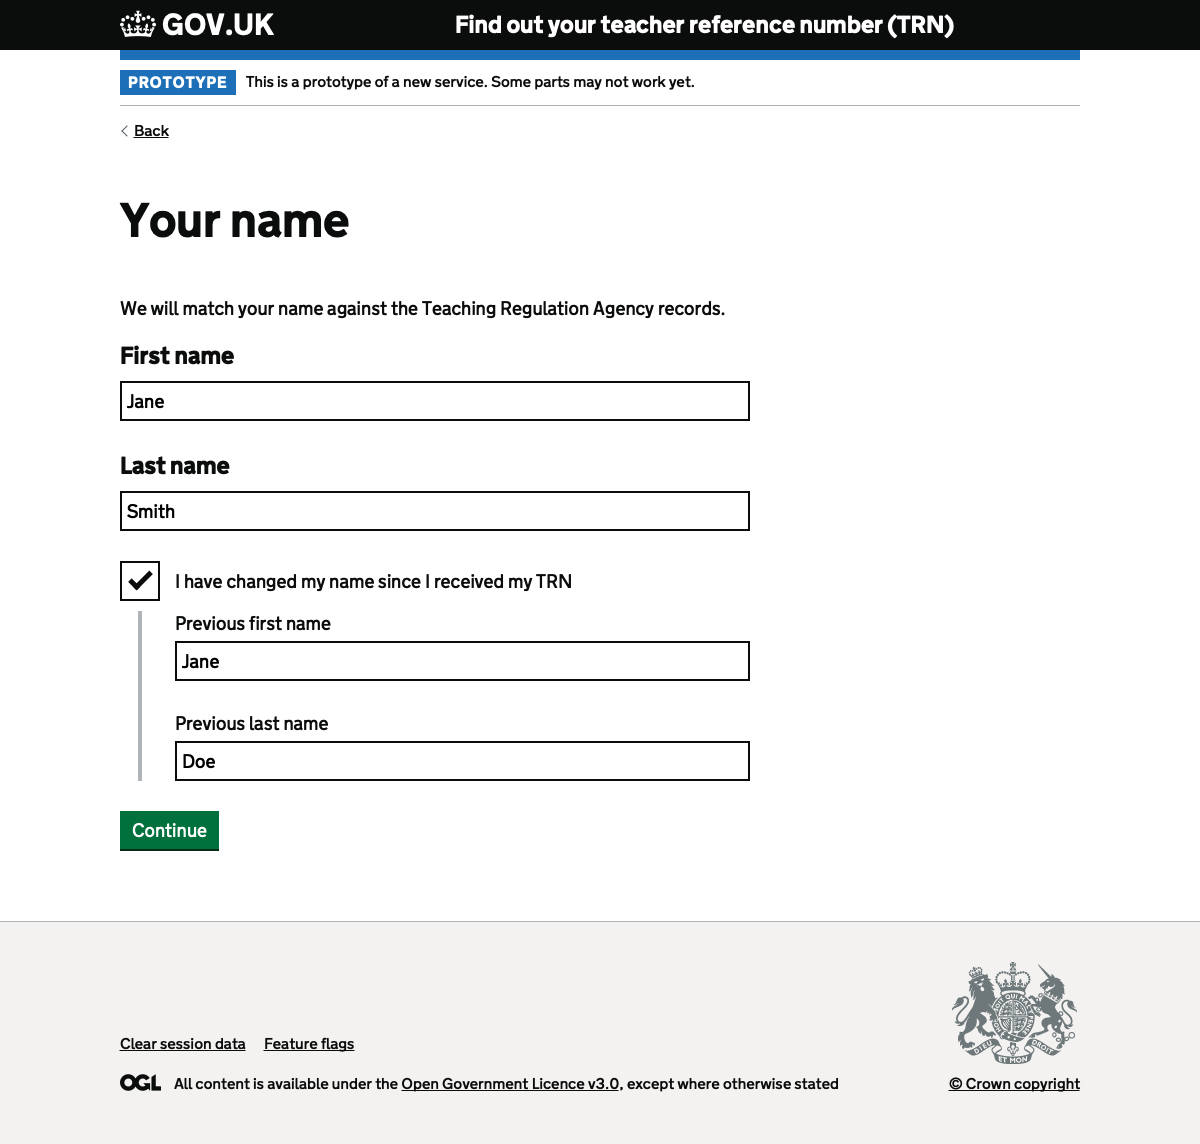 GOV.UK
Find out your teacher reference number (TRN)
PROTOTYPE This is a prototype of a new service. Some parts may not work yet.
Back
Your name
We will match your name against the Teaching Regulation Agency records.
First name
Jane
Last name
Smith
I have changed my name since I received my TRN
Previous first name
Jane
Previous last name
Doe
Continue
Clear session data Feature flags
OGL All content is available under the Open Government Licence v3.0, except where otherwise stated
DIEU ET MON DROIT
© Crown copyright